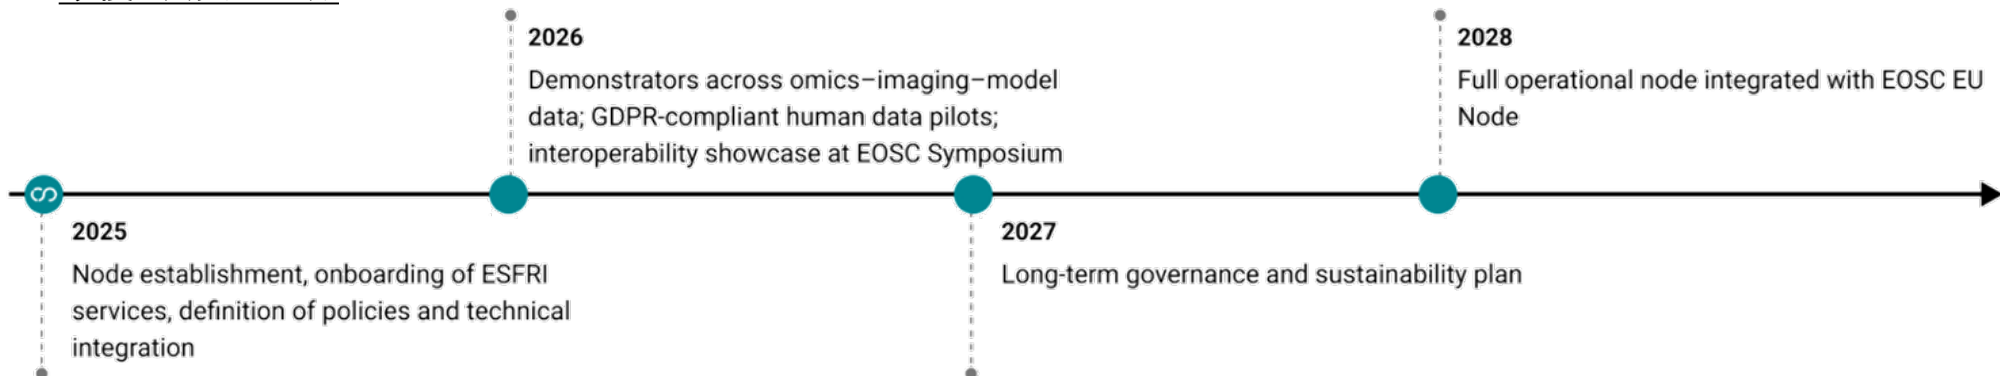 2026
Demonstrators across omics–imaging–model
data; GDPR-compliant human data pilots;
interoperability showcase at EOSC Symposium
2028
Full operational node integrated with EOSC EU
Node
2025
Node establishment, onboarding of ESFRI
services, definition of policies and technical
integration
2027
Long-term governance and sustainability plan